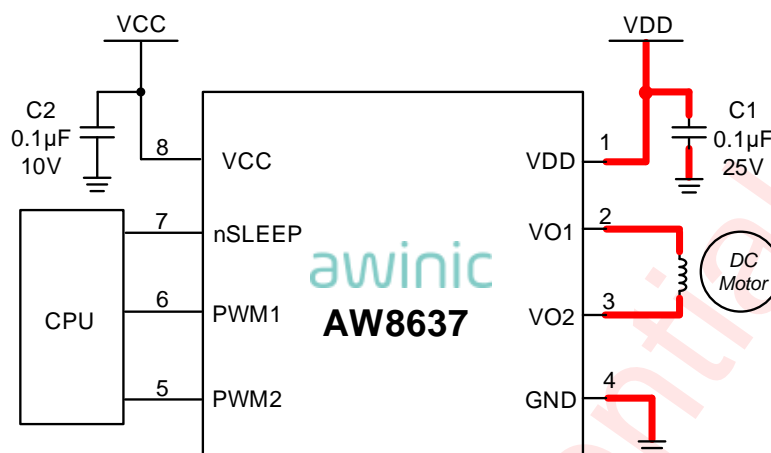 VCC
VDD
C2
0.1µF
10V
C1
0.1µF
25V
8
VCC
VDD
1
7
nSLEEP
VO1
2
awinic
AW8637
DC
Motor
CPU
6
PWM1
VO2
3
5
PWM2
GND
4
ential